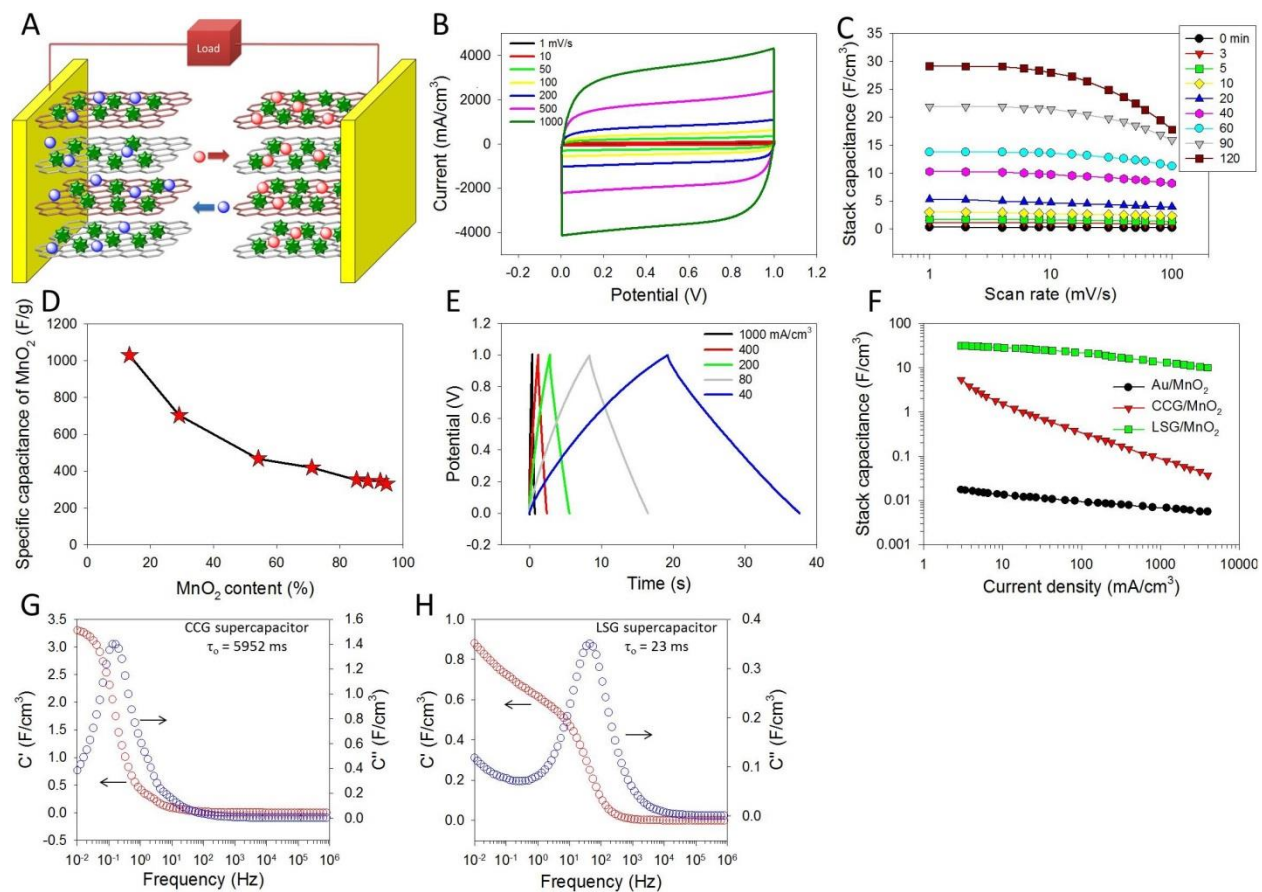 A
Load
B
Current (mA/cm³)
4000
2000
0
-2000
-4000
1 mV/s
10
50
100
200
500
1000
-0.2 0.0 0.2 0.4 0.6 0.8 1.0 1.2
Potential (V)
C
Stack capacitance (F/cm³)
35
30
25
20
15
10
5
0
0 min
3
5
10
20
40
60
90
120
1 10 100
Scan rate (mV/s)
D
Specific capacitance of MnO₂ (F/g)
1200
1000
800
600
400
200
0
0 20 40 60 80 100
MnO₂ content (%)
E
Potential (V)
1.2
1.0
0.8
0.6
0.4
0.2
0.0
-0.2
1000 mA/cm³
400
200
80
40
0 10 20 30 40
Time (s)
F
Stack capacitance (F/cm³)
100
10
1
0.1
0.01
0.001
Au/MnO₂
CCG/MnO₂
LSG/MnO₂
1 10 100 1000 10000
Current density (mA/cm³)
G
C' (F/cm³)
3.5
3.0
2.5
2.0
1.5
1.0
0.5
0.0
-0.5
CCG supercapacitor
τₒ = 5952 ms
1.6
1.4
1.2
1.0
0.8
0.6
0.4
0.2
0.0
C'' (F/cm³)
10⁻² 10⁻¹ 10⁰ 10¹ 10² 10³ 10⁴ 10⁵ 10⁶
Frequency (Hz)
H
C' (F/cm³)
1.0
0.8
0.6
0.4
0.2
0.0
LSG supercapacitor
τₒ = 23 ms
0.4
0.3
0.2
0.1
0.0
C'' (F/cm³)
10⁻² 10⁻¹ 10⁰ 10¹ 10² 10³ 10⁴ 10⁵ 10⁶
Frequency (Hz)